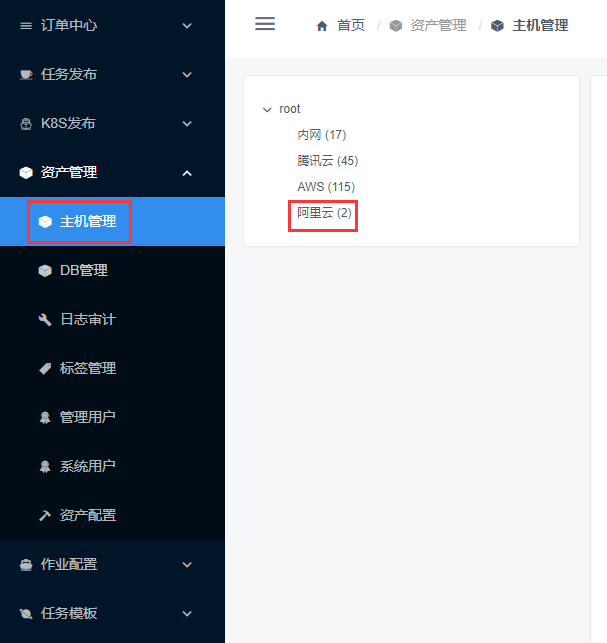 订单中心
任务发布
K8S发布
资产管理
主机管理
DB管理
日志审计
标签管理
管理用户
系统用户
资产配置
作业配置
任务模板
首页 / 资产管理 / 主机管理
root
内网 (17)
腾讯云 (45)
AWS (115)
阿里云 (2)